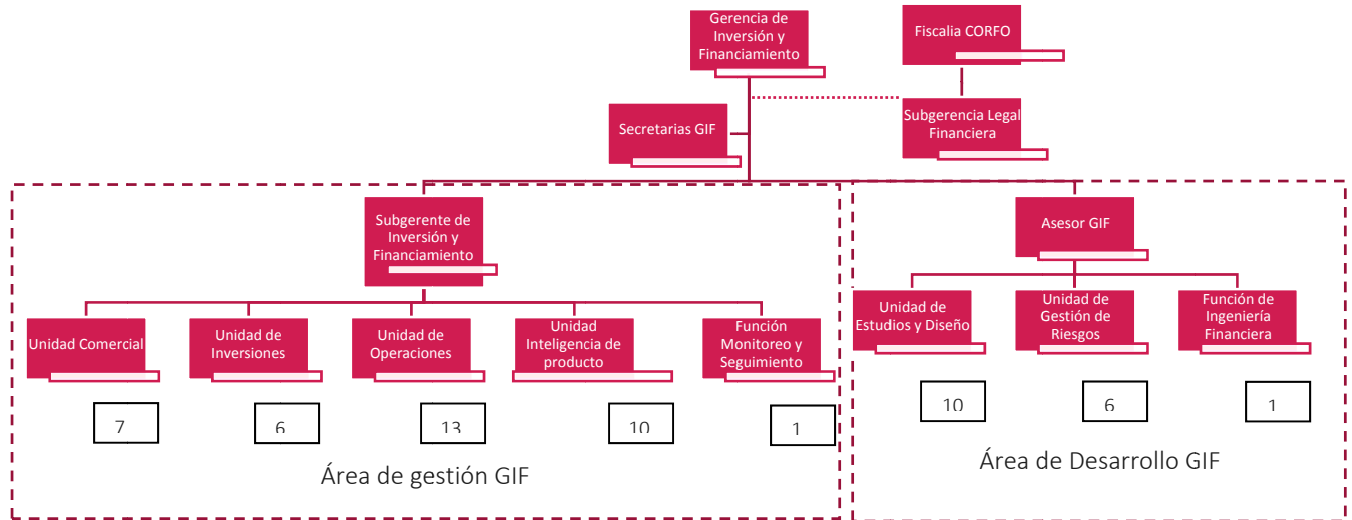 Gerencia de
Inversión y
Financiamiento
Fiscalia CORFO
Secretarias GIF
Subgerencia Legal
Financiera
Subgerente de
Inversión y
Financiamiento
Asesor GIF
Unidad Comercial
Unidad de
Inversiones
Unidad de
Operaciones
Unidad
Inteligencia de
producto
Función
Monitoreo y
Seguimiento
Unidad de
Estudios y Diseño
Unidad de
Gestión de
Riesgos
Función de
Ingeniería
Financiera
7
6
13
10
1
10
6
1
Área de gestión GIF
Área de Desarrollo GIF